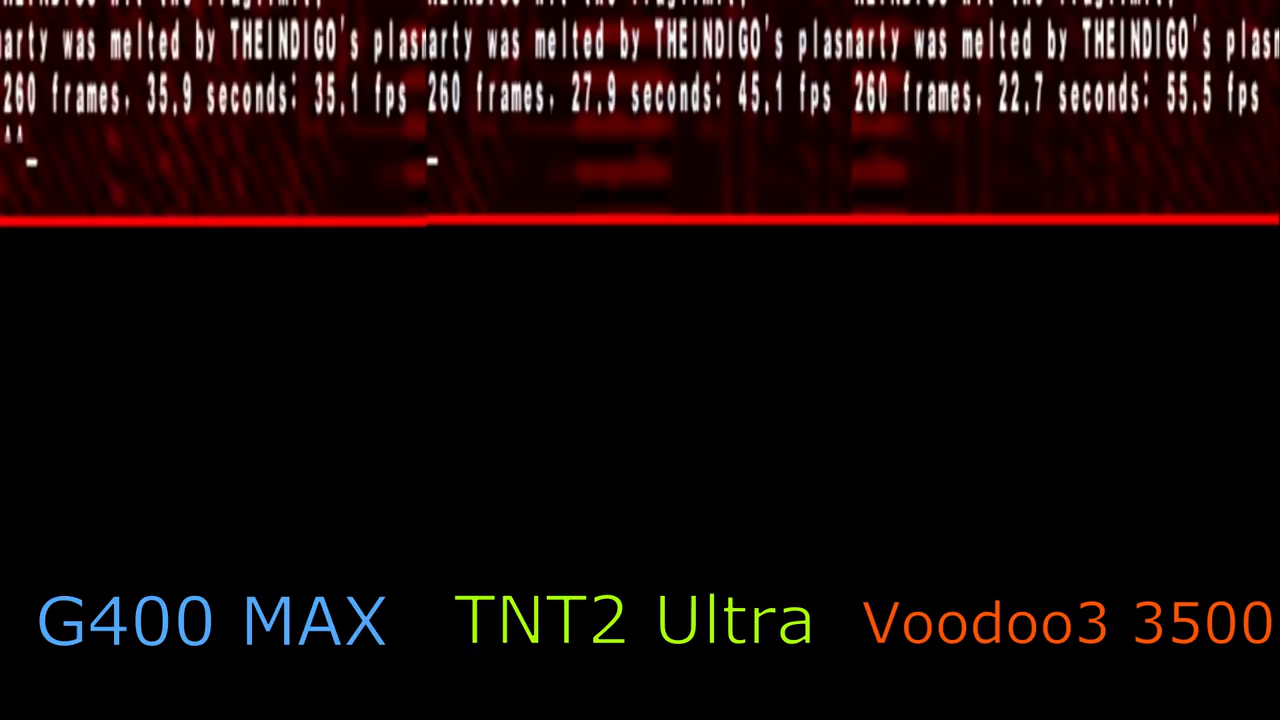 arty was melted by THEINDIGO's plas arty was melted by THEINDIGO's plasn arty was melted by THEINDIGO's plas
260 frames, 35.9 seconds: 35.1 fps 260 frames, 27.9 seconds: 45.1 fps 260 frames, 22.7 seconds: 55.5 fps
G400 MAX TNT2 Ultra Voodoo3 3500